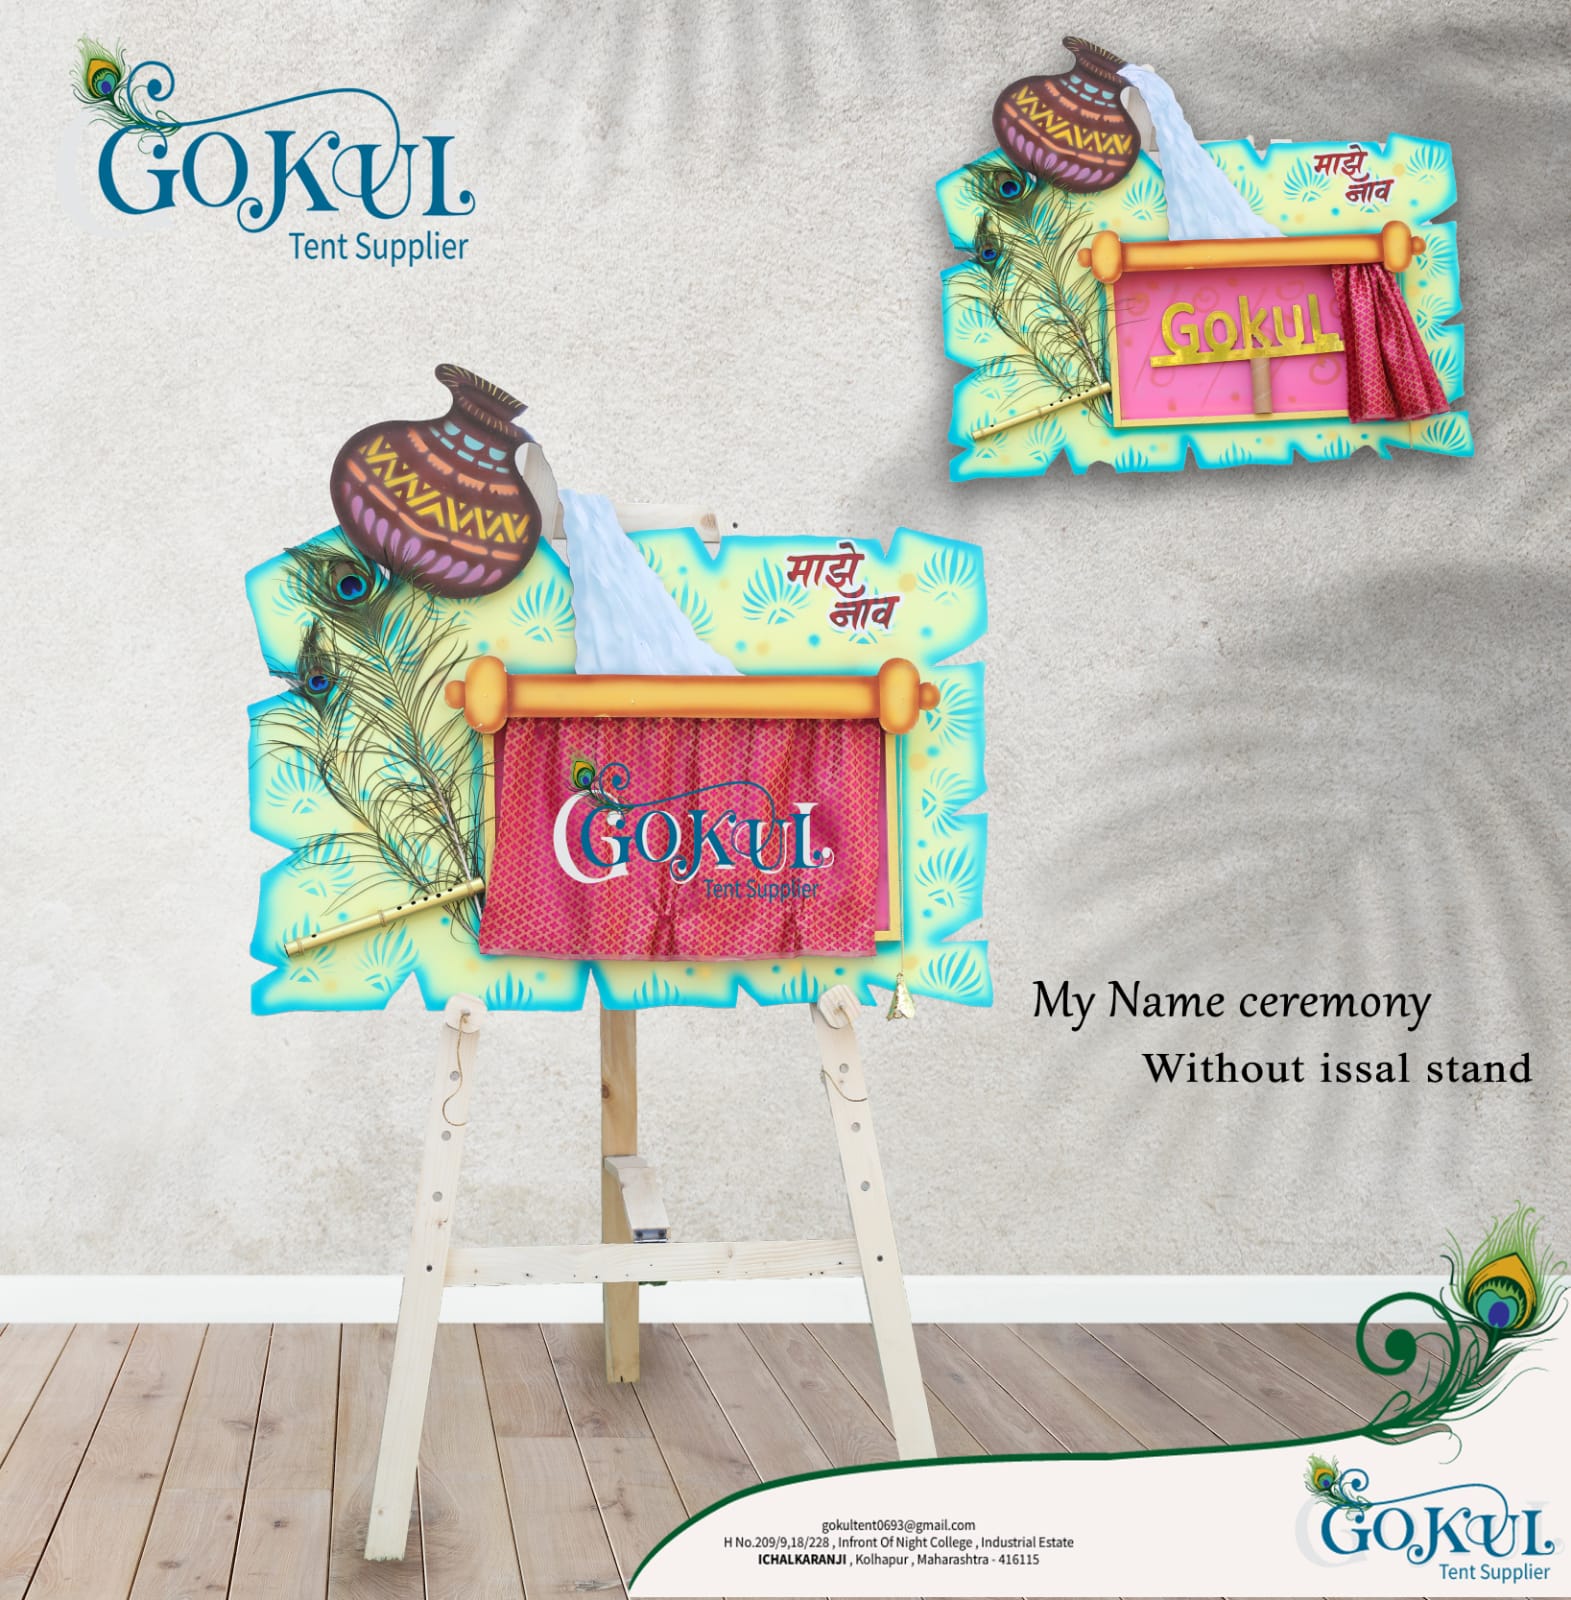 GOKUL
Tent Supplier
माझे
नाव
Gokul
माझे
नाव
GOKUL
Tent Supplier
My Name ceremony
Without issal stand
gokultent0693@gmail.com
H No.209/9,18/228 , Infront Of Night College , Industrial Estate
ICHALKARANJI , Kolhapur , Maharashtra - 416115
GOKUL
Tent Supplier